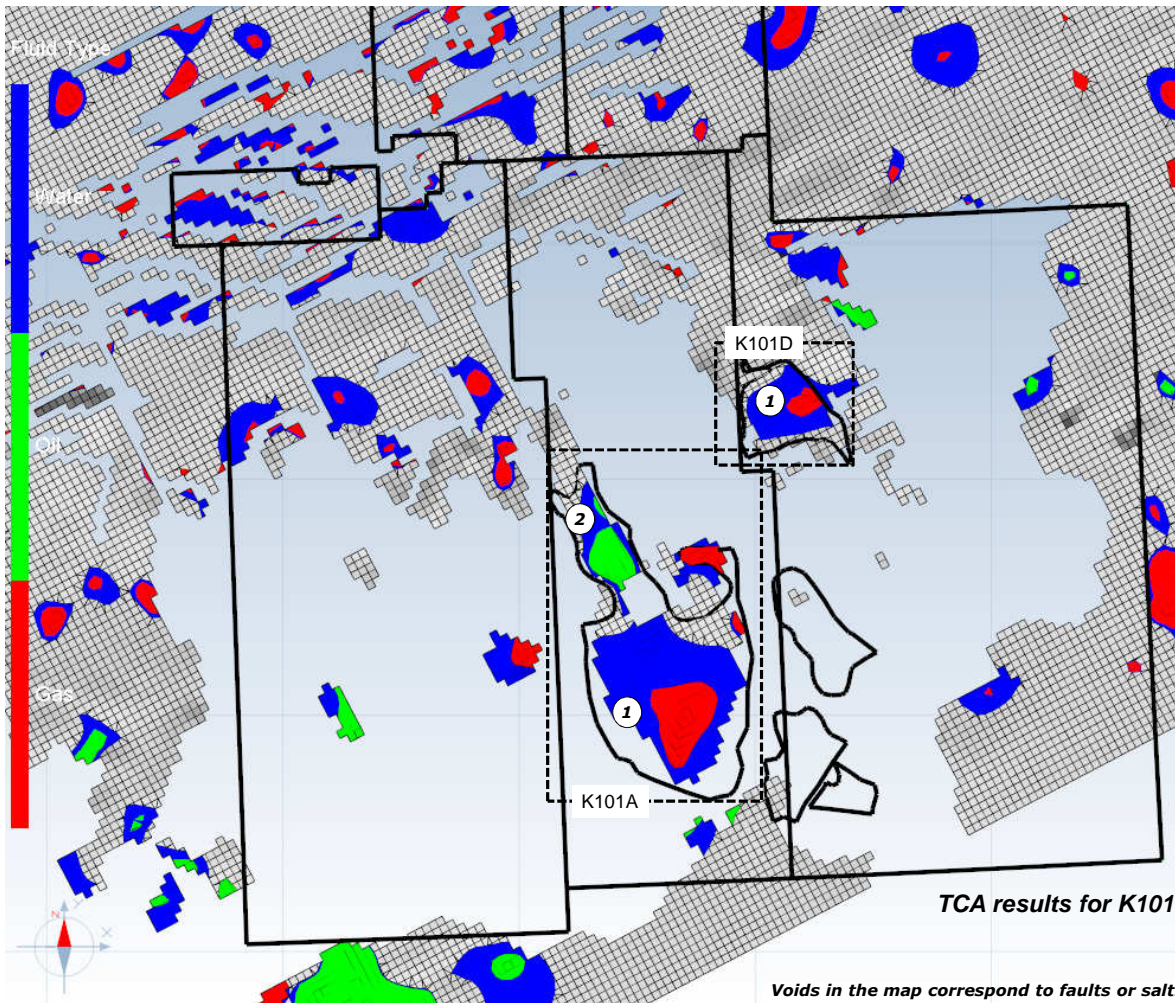 Fluid Type
Water
Oil
Gas
K101D
1
2
1
K101A
N
Y
X
TCA results for K101
Voids in the map correspond to faults or salt